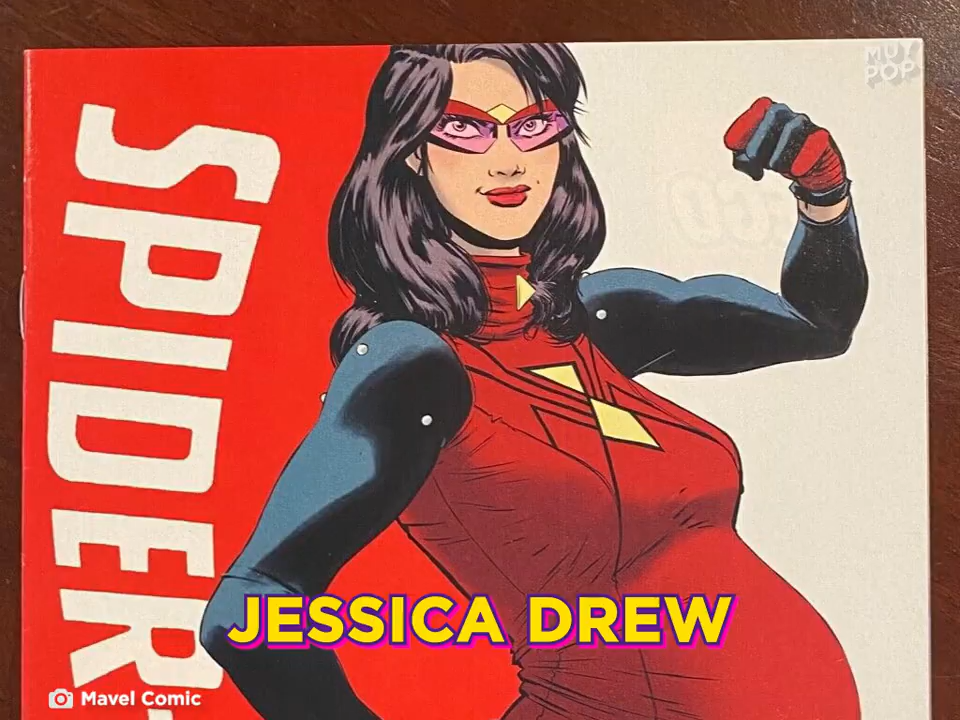 MUY
POP
SPIDER-
JESSICA DREW
Mavel Comic